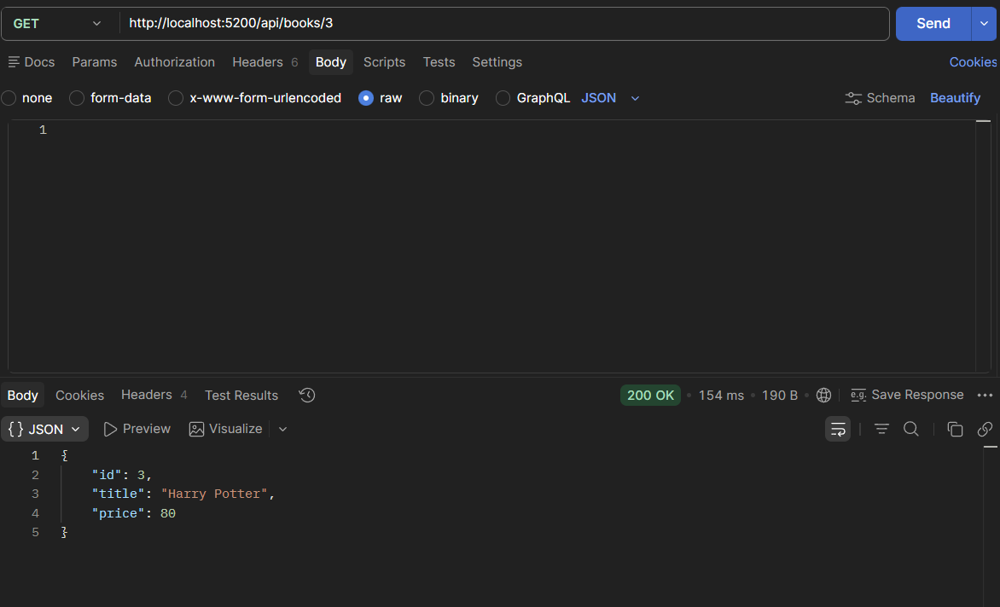 GET http://localhost:5200/api/books/3 Send
Docs Params Authorization Headers 6 Body Scripts Tests Settings Cookies
none form-data x-www-form-urlencoded raw binary GraphQL JSON Schema Beautify
1
Body Cookies Headers 4 Test Results 200 OK • 154 ms • 190 B • e.g. Save Response
{} JSON Preview Visualize
1 {
2 "id": 3,
3 "title": "Harry Potter",
4 "price": 80
5 }